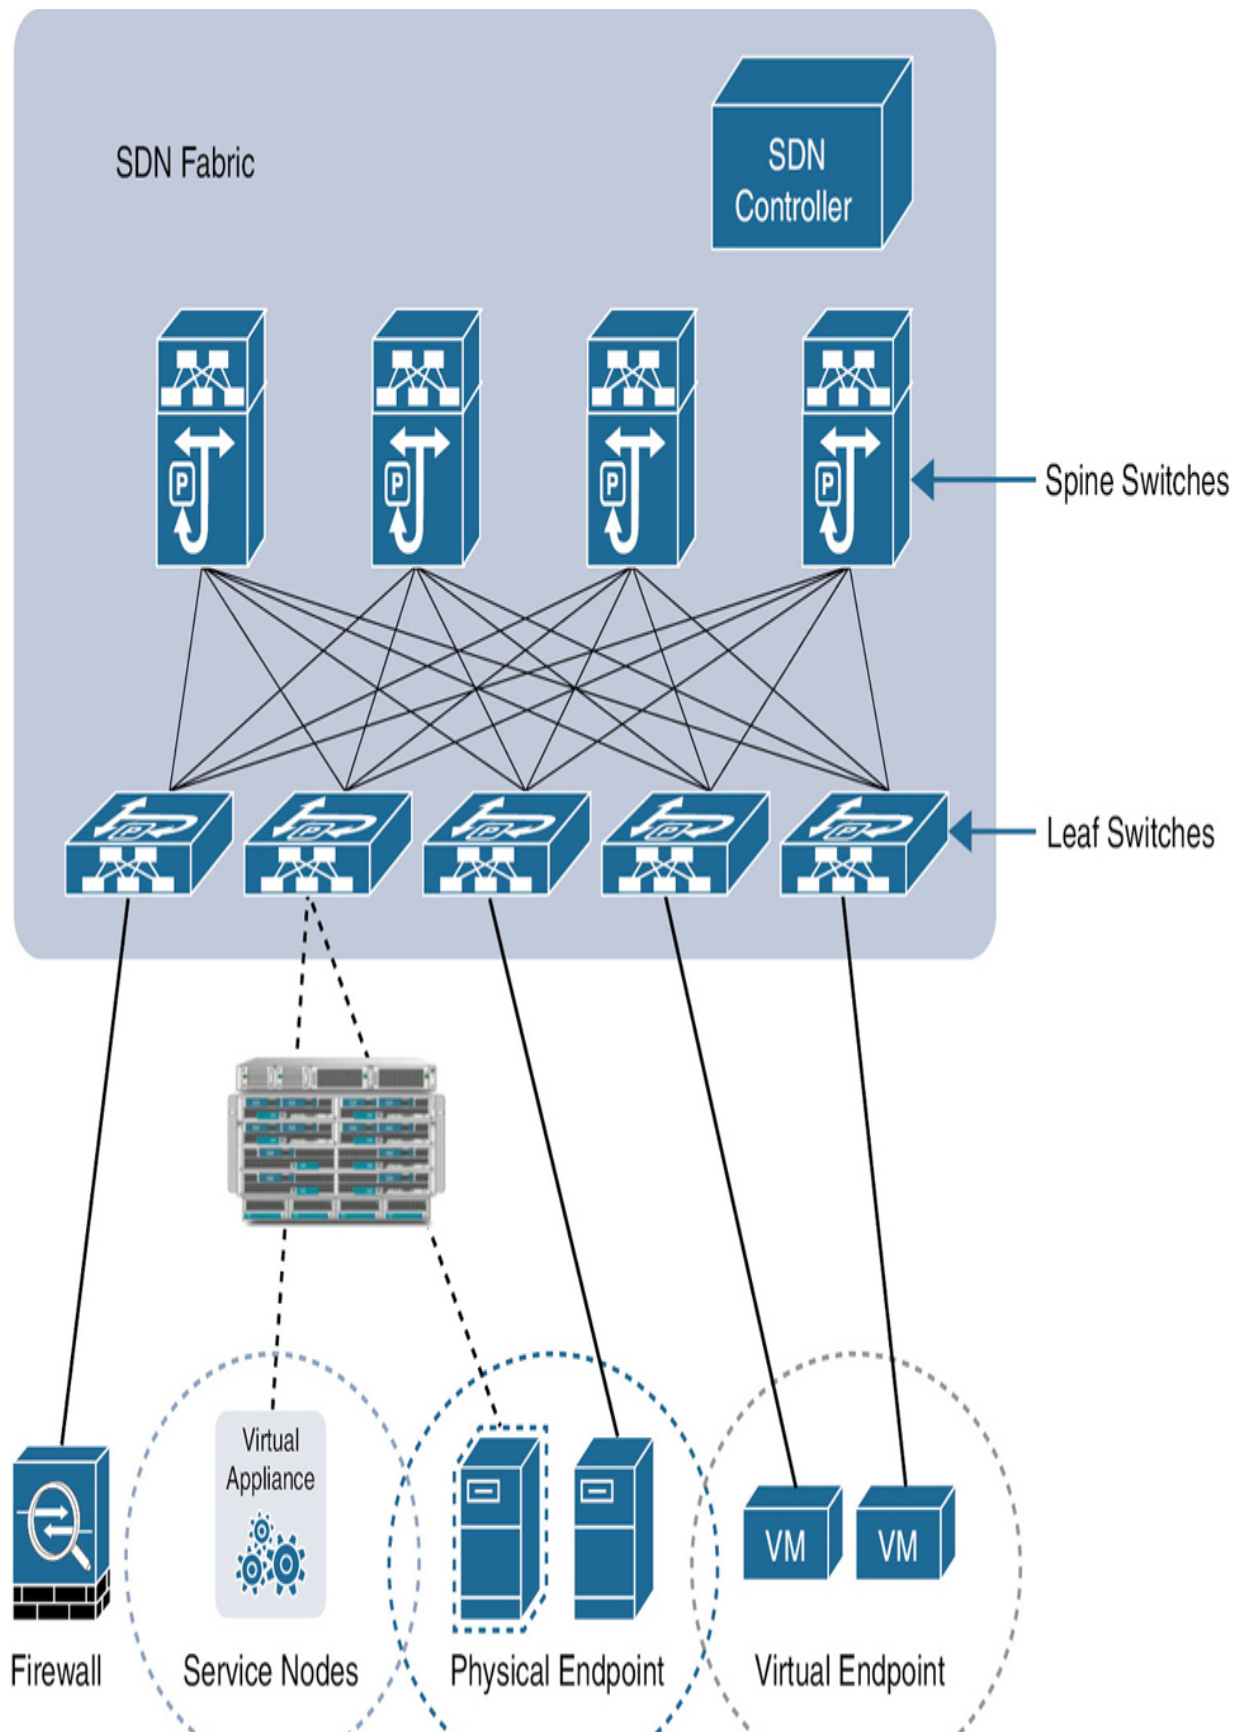 SDN Fabric
SDN
Controller
P
P
P
P
Spine Switches
P
P
P
P
P
Leaf Switches
Virtual
Appliance
VM
VM
Firewall
Service Nodes
Physical Endpoint
Virtual Endpoint